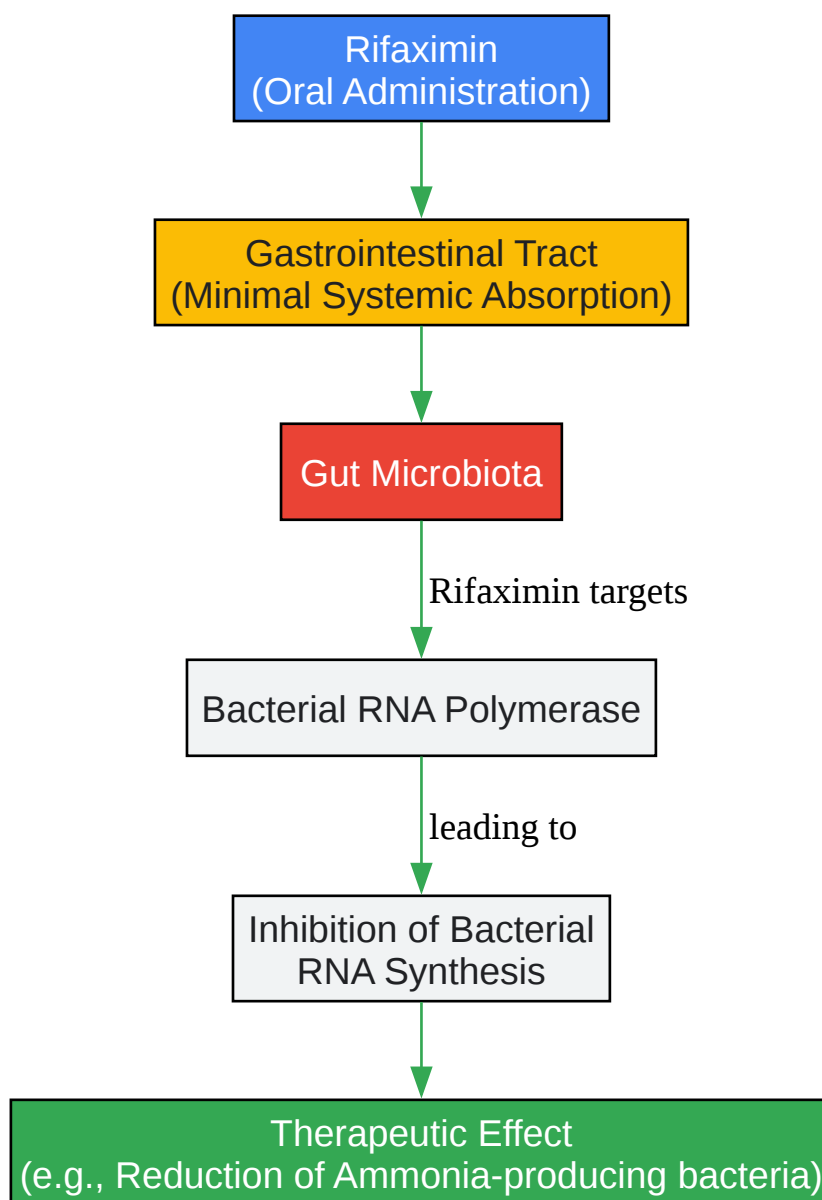 Rifaximin
(Oral Administration)
Gastrointestinal Tract
(Minimal Systemic Absorption)
Gut Microbiota
Rifaximin targets
Bacterial RNA Polymerase
leading to
Inhibition of Bacterial
RNA Synthesis
Therapeutic Effect
(e.g., Reduction of Ammonia-producing bacteria)